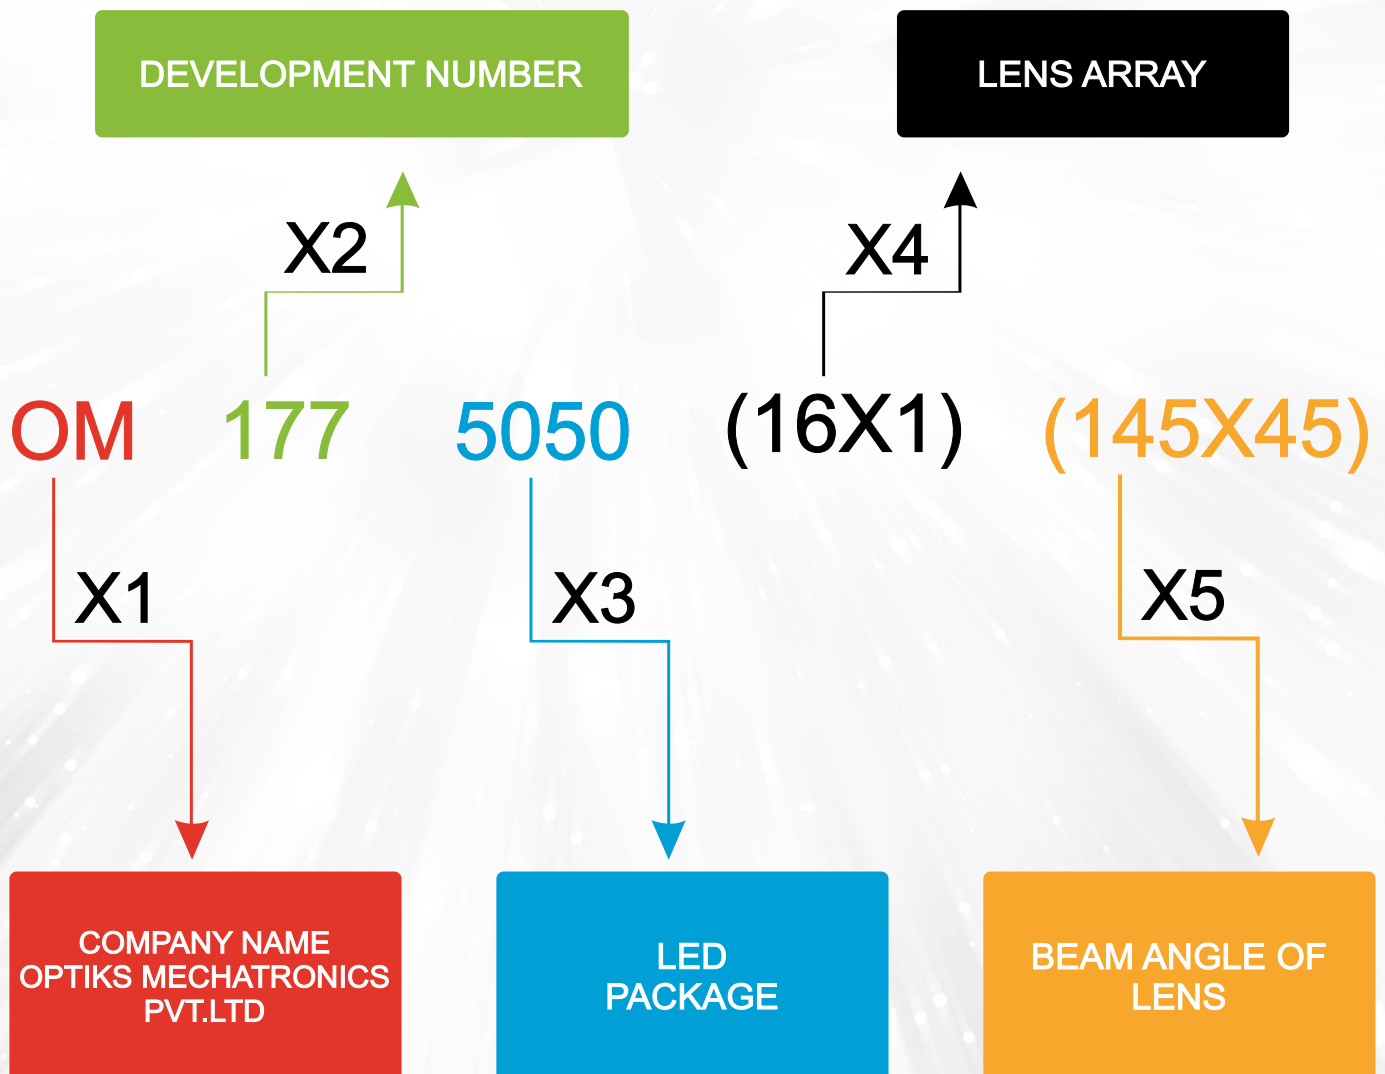 DEVELOPMENT NUMBER
LENS ARRAY
X2
X4
OM 177 5050 (16X1) (145X45)
X1
X3
X5
COMPANY NAME
OPTIKS MECHATRONICS
PVT.LTD
LED
PACKAGE
BEAM ANGLE OF
LENS